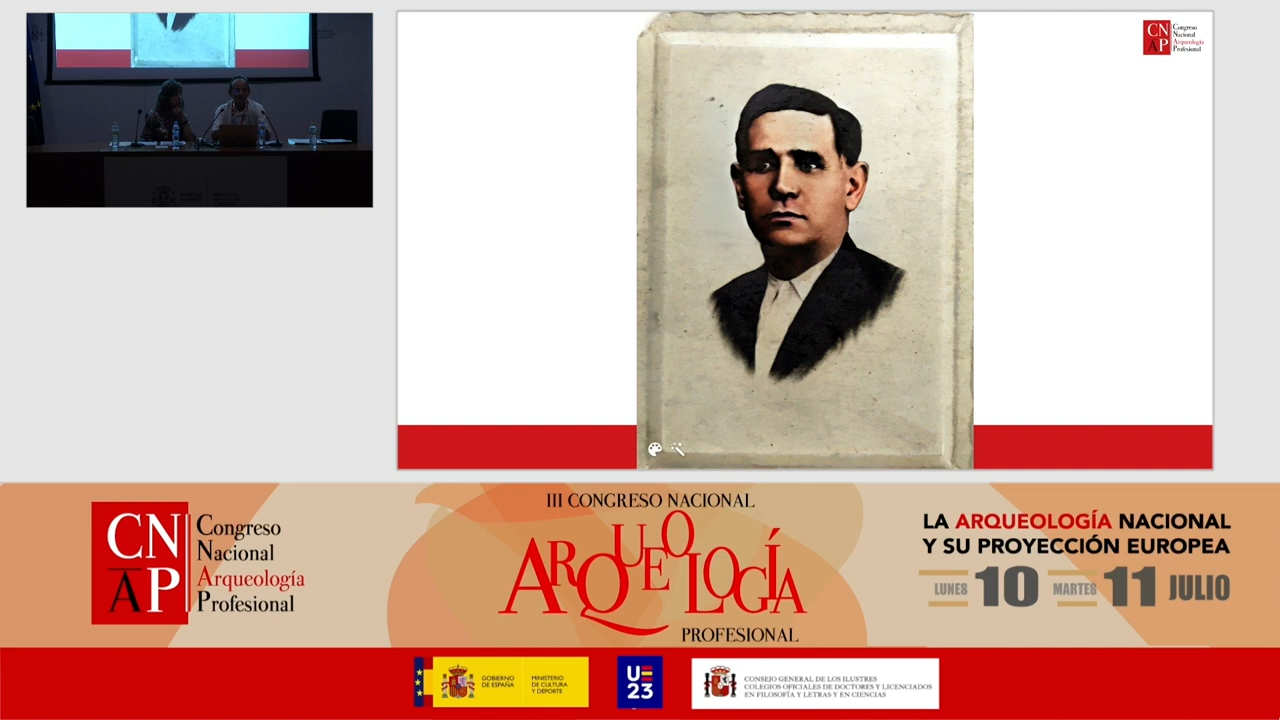 CN
AP
Congreso
Nacional
Arqueología
Profesional
CN
AP
Congreso
Nacional
Arqueología
Profesional
III CONGRESO NACIONAL
ARQUEOLOGÍA
PROFESIONAL
LA ARQUEOLOGÍA NACIONAL
Y SU PROYECCIÓN EUROPEA
LUNES 10 MARTES 11 JULIO
GOBIERNO
DE ESPAÑA
MINISTERIO
DE CULTURA
Y DEPORTE
UE
23
CONSEJO GENERAL DE LOS ILUSTRES
COLEGIOS OFICIALES DE DOCTORES Y LICENCIADOS
EN FILOSOFÍA Y LETRAS Y EN CIENCIAS